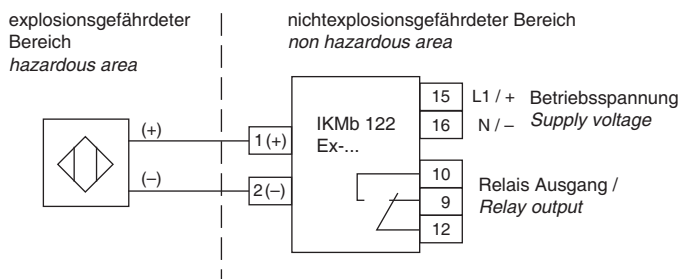 explosionsgefährdeter
Bereich
hazardous area
nichtexplosionsgefährdeter Bereich
non hazardous area
(+)
(–)
1(+)
2(–)
IKMb 122
Ex-...
15 L1 / + Betriebsspannung
16 N / – Supply voltage
10
9
12
Relais Ausgang /
Relay output